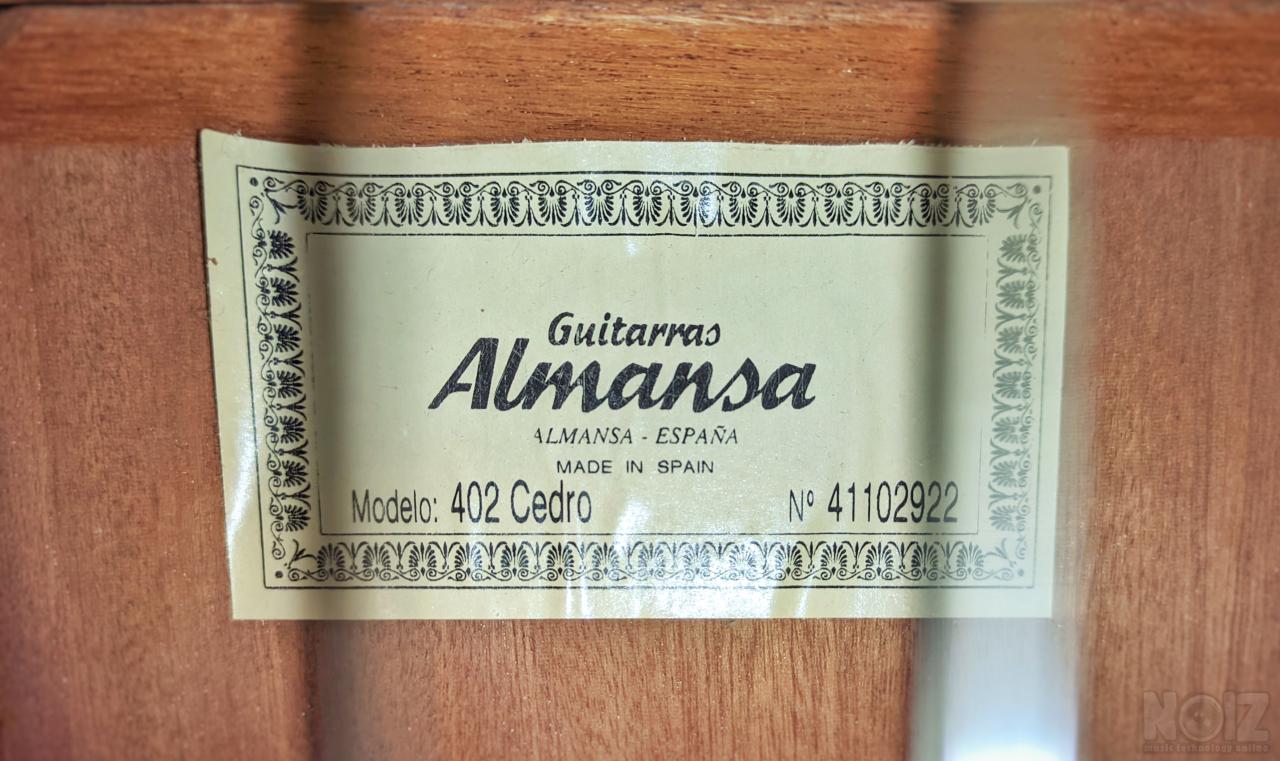 Guitarras
Almansa
ALMANSA - ESPAÑA
MADE IN SPAIN
Modelo: 402 Cedro Nº 41102922
NOIZ
music technology online